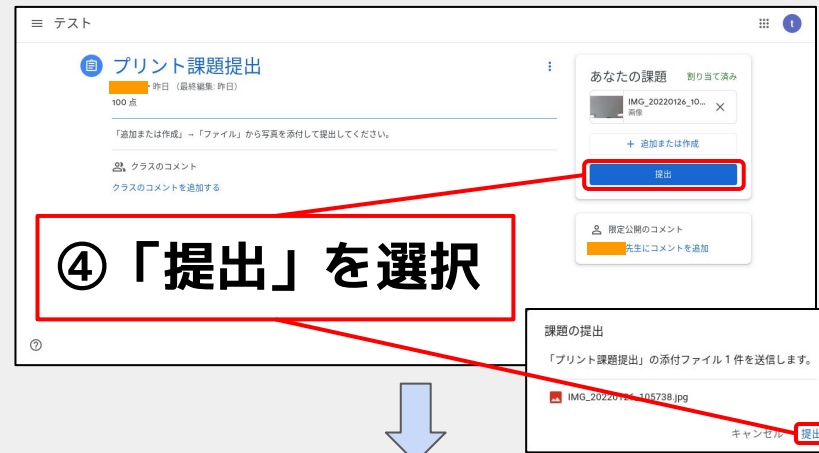 テスト
t
プリント課題提出
・昨日 （最終編集: 昨日）
100 点
「追加または作成」→「ファイル」から写真を添付して提出してください。
クラスのコメント
クラスのコメントを追加する
あなたの課題 割り当て済み
IMG_20220126_10...
画像
+ 追加または作成
提出
限定公開のコメント
先生にコメントを追加
④「提出」を選択
課題の提出
「プリント課題提出」の添付ファイル 1 件を送信します。
IMG_20220126_105738.jpg
キャンセル 提出